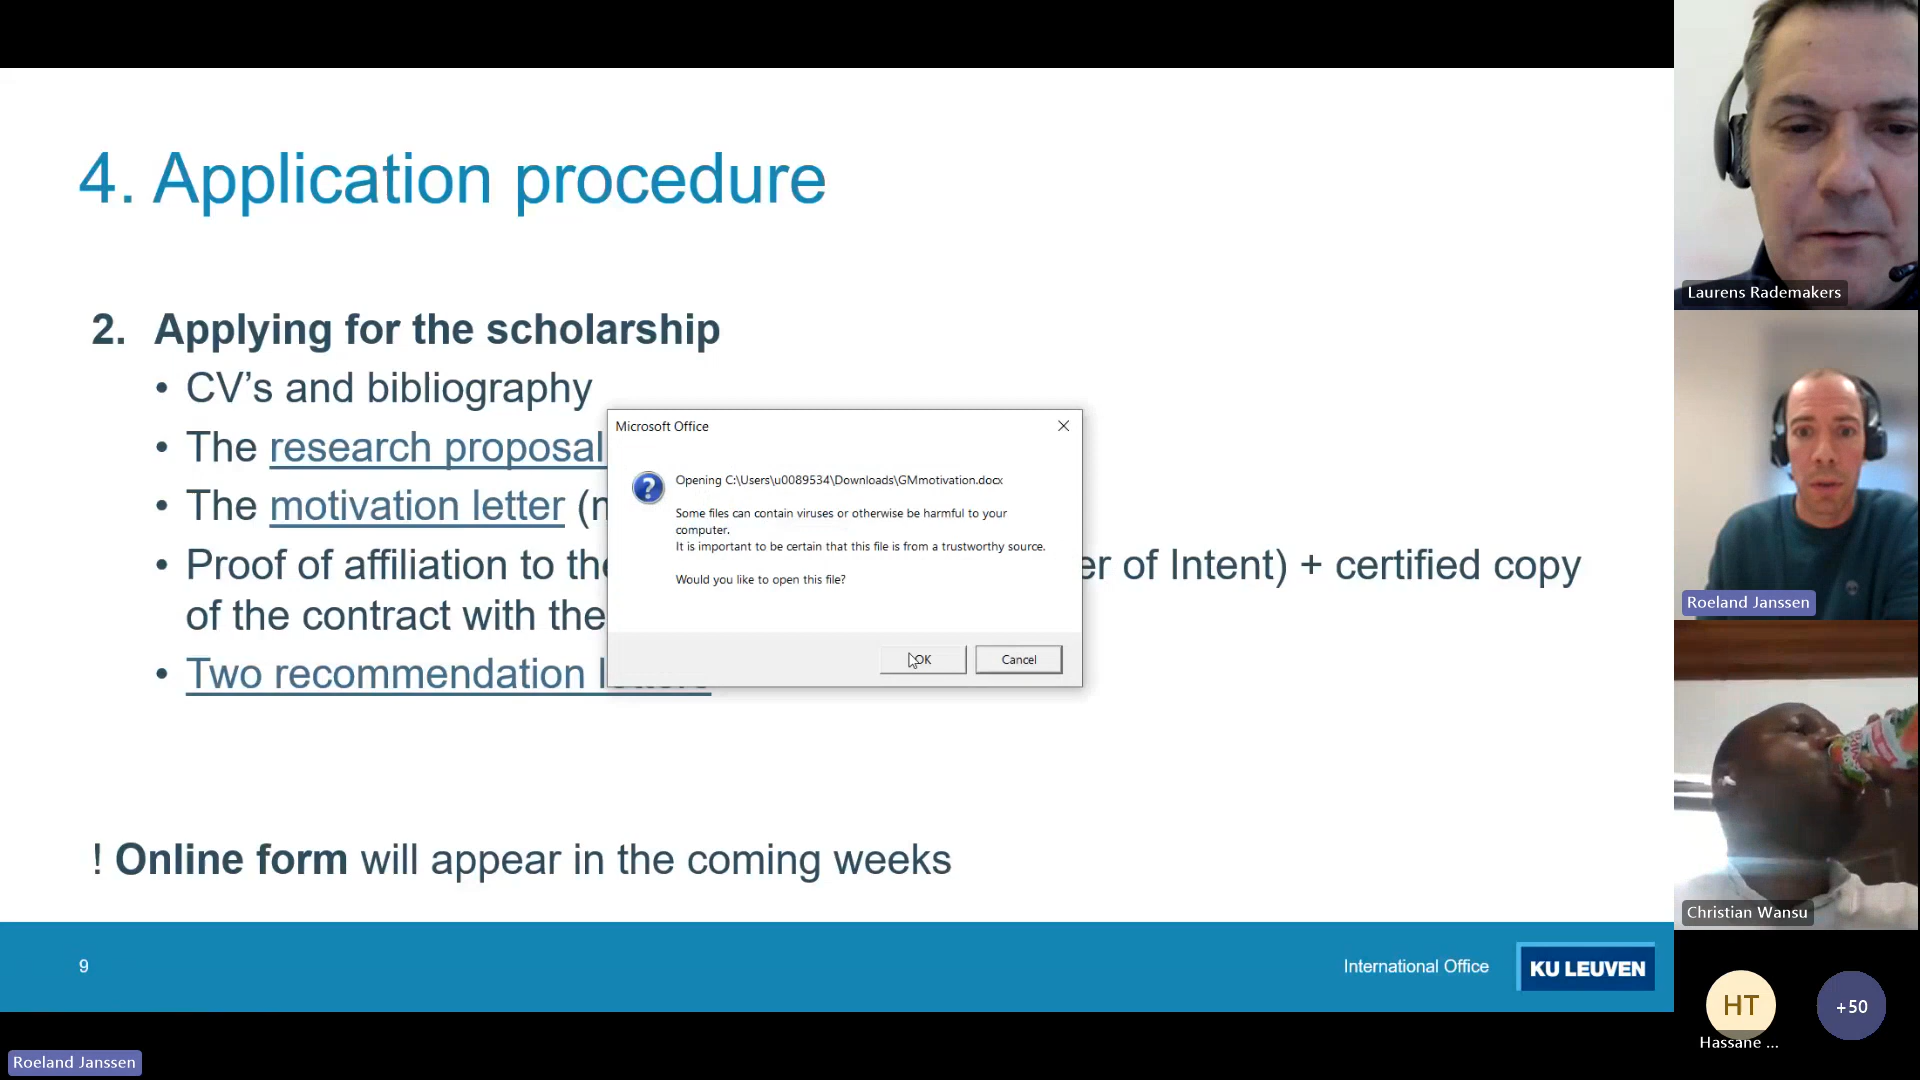 4. Application procedure
2. Applying for the scholarship
• CV's and bibliography
• The research proposal
• The motivation letter (
• Proof of affiliation to the er of Intent) + certified copy
of the contract with the
• Two recommendation l
! Online form will appear in the coming weeks
Microsoft Office
Opening C:\Users\u0089534\Downloads\GMmotivation.docx
Some files can contain viruses or otherwise be harmful to your
computer.
It is important to be certain that this file is from a trustworthy source.
Would you like to open this file?
OK
Cancel
9
International Office
KU LEUVEN
Roeland Janssen
Laurens Rademakers
Roeland Janssen
Christian Wansu
HT
Hassane ...
+50